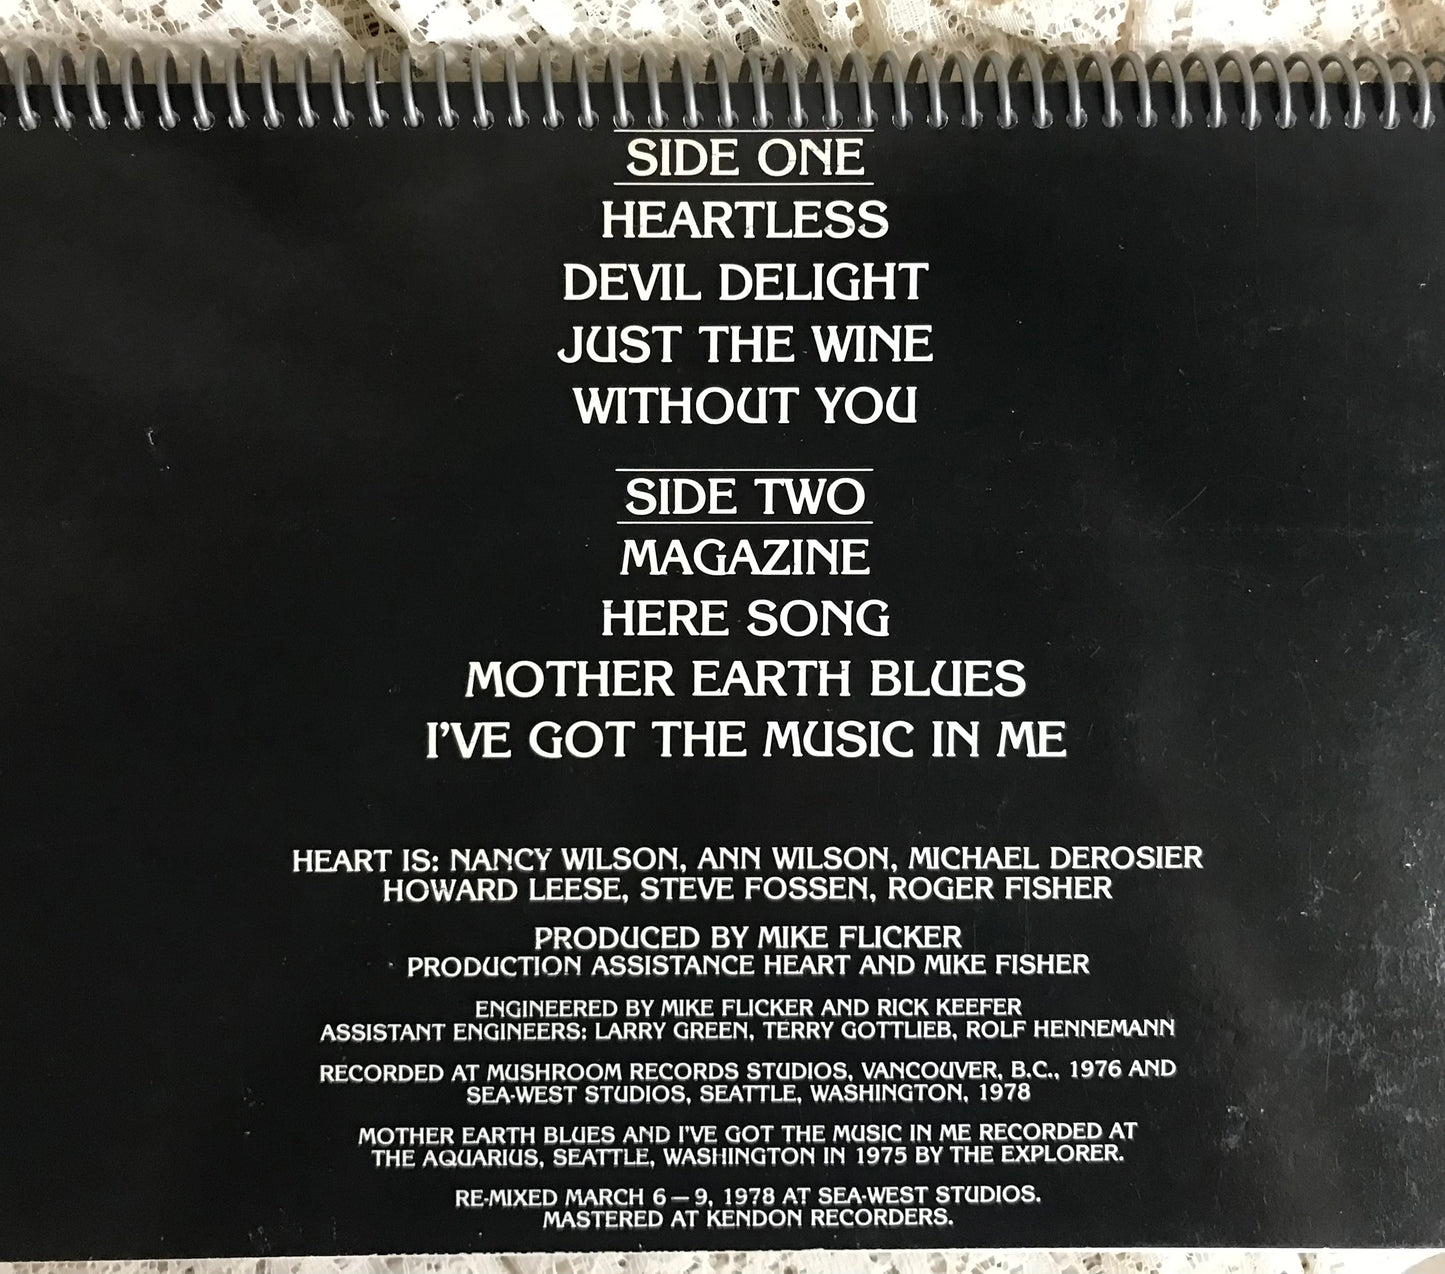 SIDE ONE
HEARTLESS
DEVIL DELIGHT
JUST THE WINE
WITHOUT YOU
SIDE TWO
MAGAZINE
HERE SONG
MOTHER EARTH BLUES
I'VE GOT THE MUSIC IN ME
HEART IS: NANCY WILSON, ANN WILSON, MICHAEL DEROSIER
HOWARD LEESE, STEVE FOSSEN, ROGER FISHER
PRODUCED BY MIKE FLICKER
PRODUCTION ASSISTANCE HEART AND MIKE FISHER
ENGINEERED BY MIKE FLICKER AND RICK KEEFER
ASSISTANT ENGINEERS: LARRY GREEN, TERRY GOTTLIEB, ROLF HENNEMANN
RECORDED AT MUSHROOM RECORDS STUDIOS, VANCOUVER, B.C., 1976 AND
SEA-WEST STUDIOS, SEATTLE, WASHINGTON, 1978
MOTHER EARTH BLUES AND I'VE GOT THE MUSIC IN ME RECORDED AT
THE AQUARIUS, SEATTLE, WASHINGTON IN 1975 BY THE EXPLORER.
RE-MIXED MARCH 6 – 9, 1978 AT SEA-WEST STUDIOS.
MASTERED AT KENDON RECORDERS.